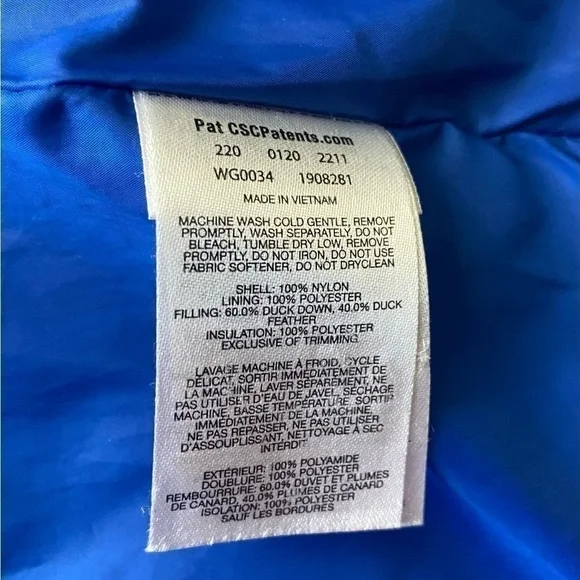 Pat CSCPatents.com
220 0120 2211
WG0034 1908281
MADE IN VIETNAM
MACHINE WASH COLD GENTLE, REMOVE
PROMPTLY, WASH SEPARATELY, DO NOT
BLEACH, TUMBLE DRY LOW, REMOVE
PROMPTLY, DO NOT IRON, DO NOT USE
FABRIC SOFTENER, DO NOT DRYCLEAN
SHELL: 100% NYLON
LINING: 100% POLYESTER
FILLING: 60.0% DUCK DOWN, 40.0% DUCK
FEATHER
INSULATION: 100% POLYESTER
EXCLUSIVE OF TRIMMING
LAVAGE MACHINE À FROID, CYCLE
DÉLICAT, SORTIR IMMÉDIATEMENT DE
LA MACHINE, LAVER SÉPARÉMENT, NE
PAS UTILISER D'EAU DE JAVEL, SÉCHAGE
MACHINE, BASSE TEMPÉRATURE, SORTIR
IMMÉDIATEMENT DE LA MACHINE,
NE PAS REPASSER, NE PAS UTILISER
D'ASSOUPLISSANT, NETTOYAGE À SEC
INTERDIT
EXTÉRIEUR: 100% POLYAMIDE
DOUBLURE: 100% POLYESTER
REMBOURRURE: 60.0% DUVET ET PLUMES
DE CANARD, 40.0% PLUMES DE CANARD
ISOLATION: 100% POLYESTER
SAUF LES BORDURES